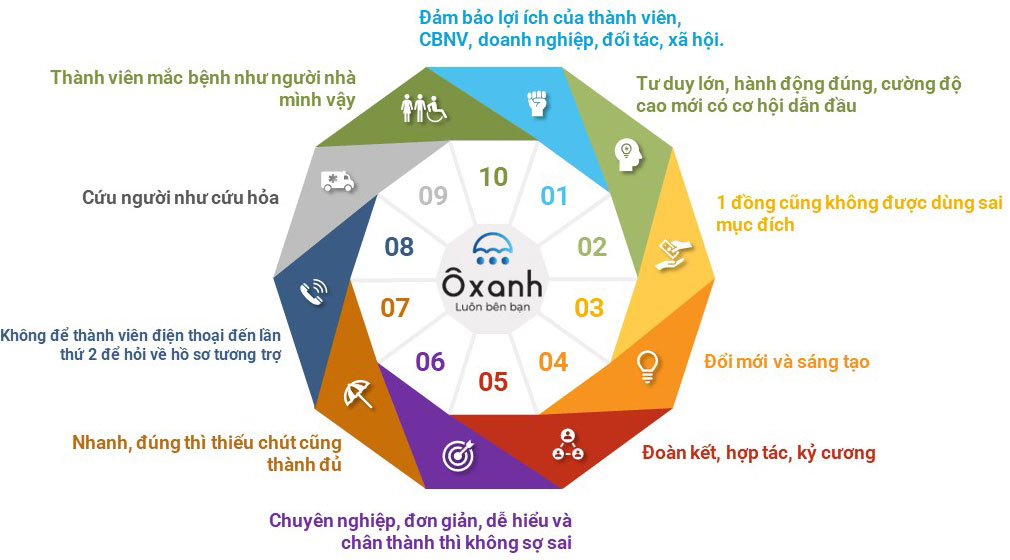 Đảm bảo lợi ích của thành viên,
CBNV, doanh nghiệp, đối tác, xã hội.
Thành viên mắc bệnh như người nhà
mình vậy
Tư duy lớn, hành động đúng, cường độ
cao mới có cơ hội dẫn đầu
Cứu người như cứu hỏa
1 đồng cũng không được dùng sai
mục đích
10
09
01
08
02
Ôxanh
Luôn bên bạn
07
03
Không để thành viên điện thoại đến lần
thứ 2 để hỏi về hồ sơ tương trợ
06
04
05
Đổi mới và sáng tạo
Nhanh, đúng thì thiếu chút cũng
thành đủ
Đoàn kết, hợp tác, kỷ cương
Chuyên nghiệp, đơn giản, dễ hiểu và
chân thành thì không sợ sai